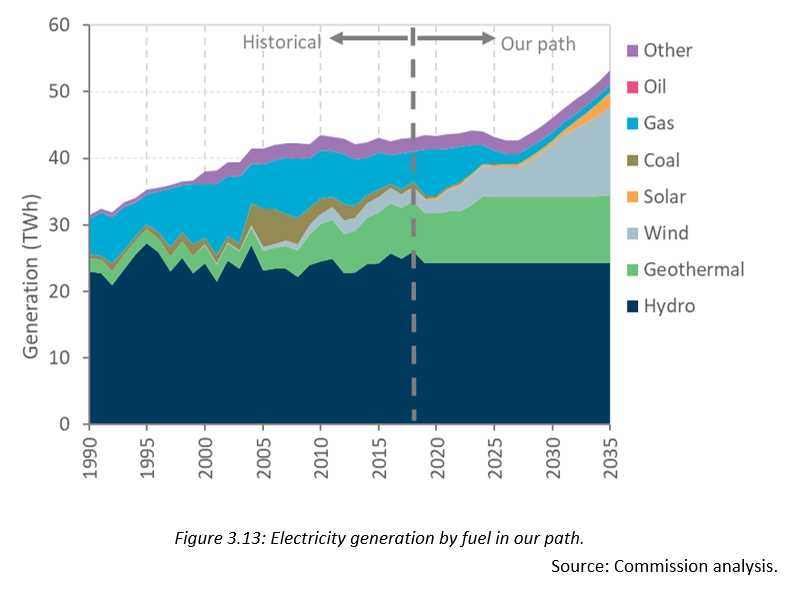 60
50
40
30
20
10
0
Generation (TWh)
Historical
Our path
1990
1995
2000
2005
2010
2015
2020
2025
2030
2035
Other
Oil
Gas
Coal
Solar
Wind
Geothermal
Hydro
Figure 3.13: Electricity generation by fuel in our path.
Source: Commission analysis.